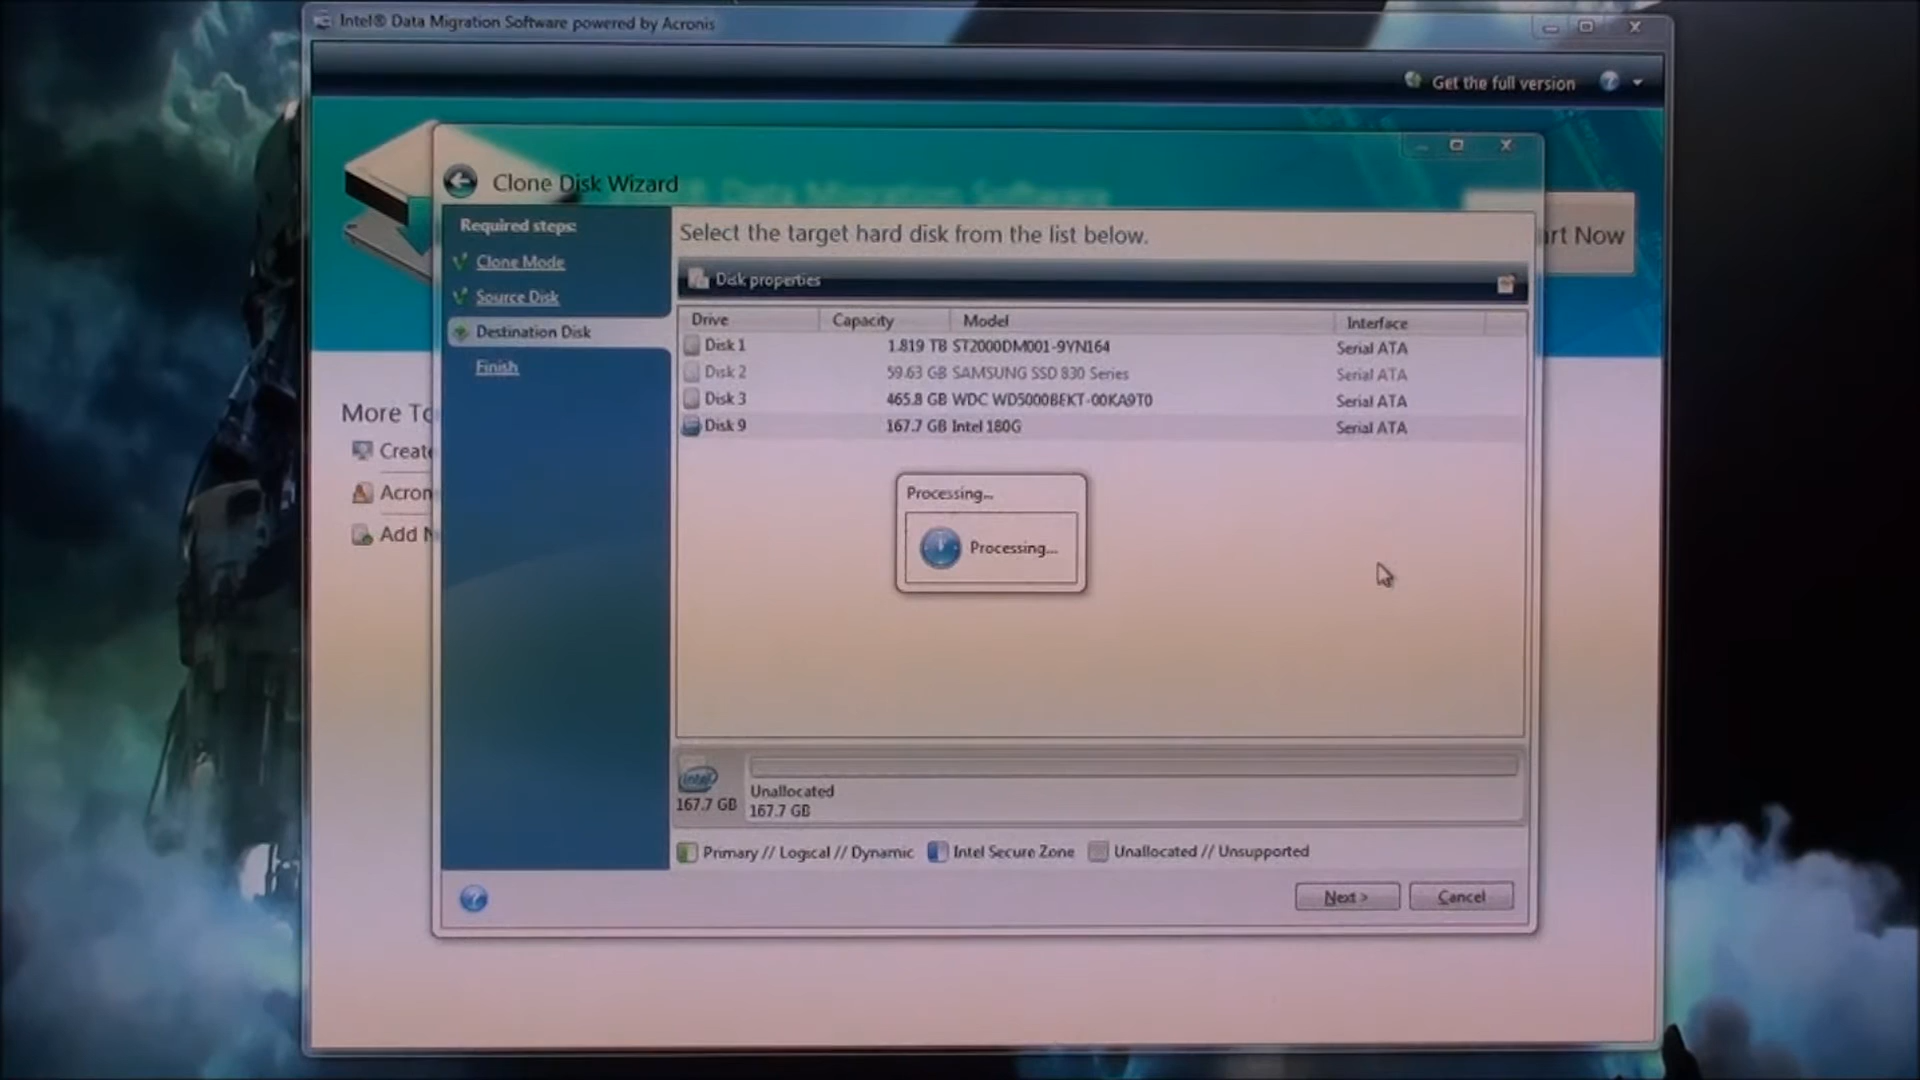 Intel® Data Migration Software powered by Acronis
Get the full version
Clone Disk Wizard
Data Migration Software
Required steps:
Clone Mode
Source Disk
Destination Disk
Finish
Select the target hard disk from the list below.
art Now
Disk properties
Drive Capacity Model Interface
Disk 1 1.819 TB ST2000DM001-9YN164 Serial ATA
Disk 2 59.63 GB SAMSUNG SSD 830 Series Serial ATA
Disk 3 465.8 GB WDC WD5000BEKT-00KA9T0 Serial ATA
Disk 9 167.7 GB Intel 180G Serial ATA
More To
Create
Acron
Add N
Processing...
Processing...
intel
167.7 GB
Unallocated
167.7 GB
Primary // Logical // Dynamic Intel Secure Zone Unallocated // Unsupported
Next > Cancel